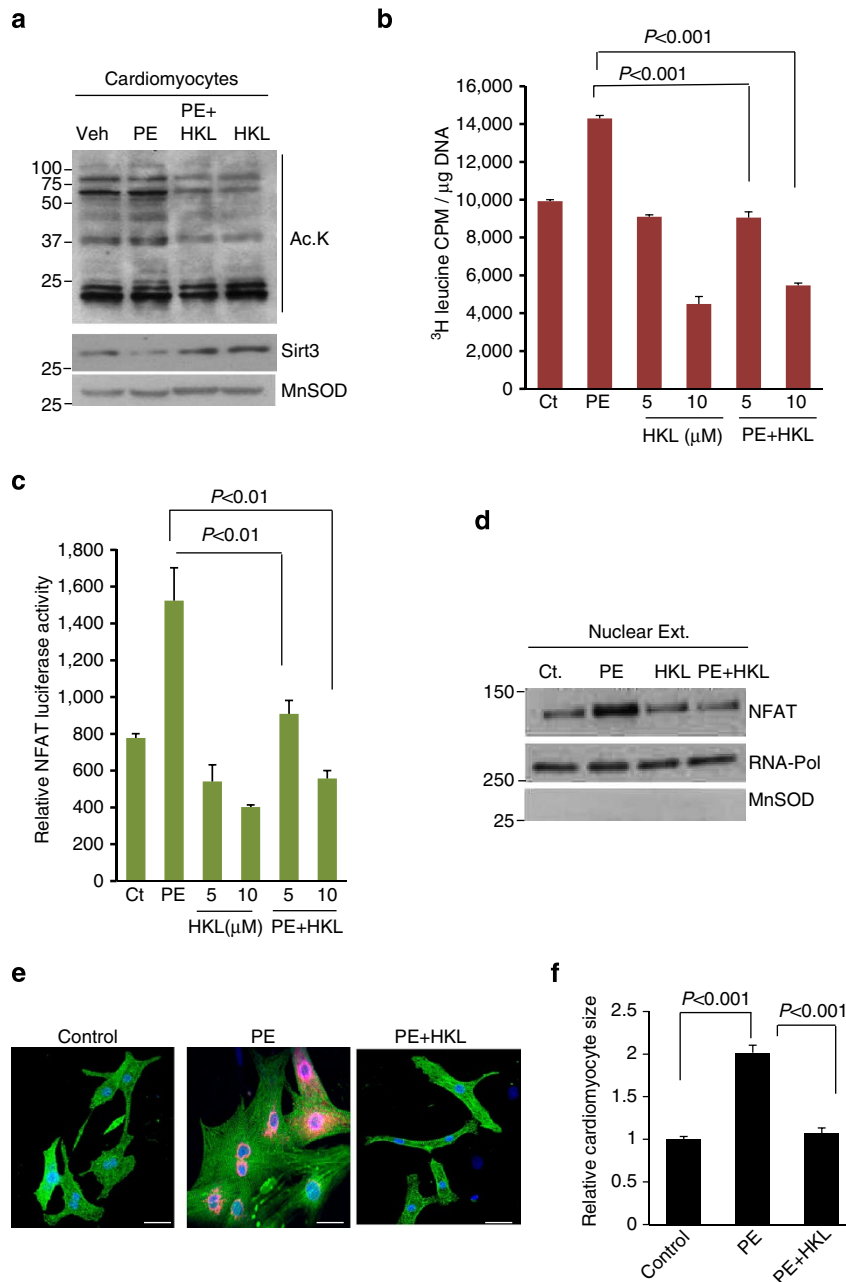 a
Cardiomyocytes
Veh PE PE+ HKL HKL
100
75
50
37
25
Ac.K
Sirt3
25
MnSOD
25
b
P<0.001
P<0.001
³H leucine CPM / μg DNA
16,000
14,000
12,000
10,000
8,000
6,000
4,000
2,000
0
Ct PE 5 10 5 10
HKL (μM) PE+HKL
c
P<0.01
P<0.01
Relative NFAT luciferase activity
1,800
1,600
1,400
1,200
1,000
800
600
400
200
0
Ct PE 5 10 5 10
HKL(μM) PE+HKL
d
Nuclear Ext.
Ct. PE HKL PE+HKL
150
NFAT
RNA-Pol
250
MnSOD
25
e
Control PE PE+HKL
f
P<0.001
P<0.001
Relative cardiomyocyte size
2.5
2
1.5
1
0.5
0
Control PE PE+HKL